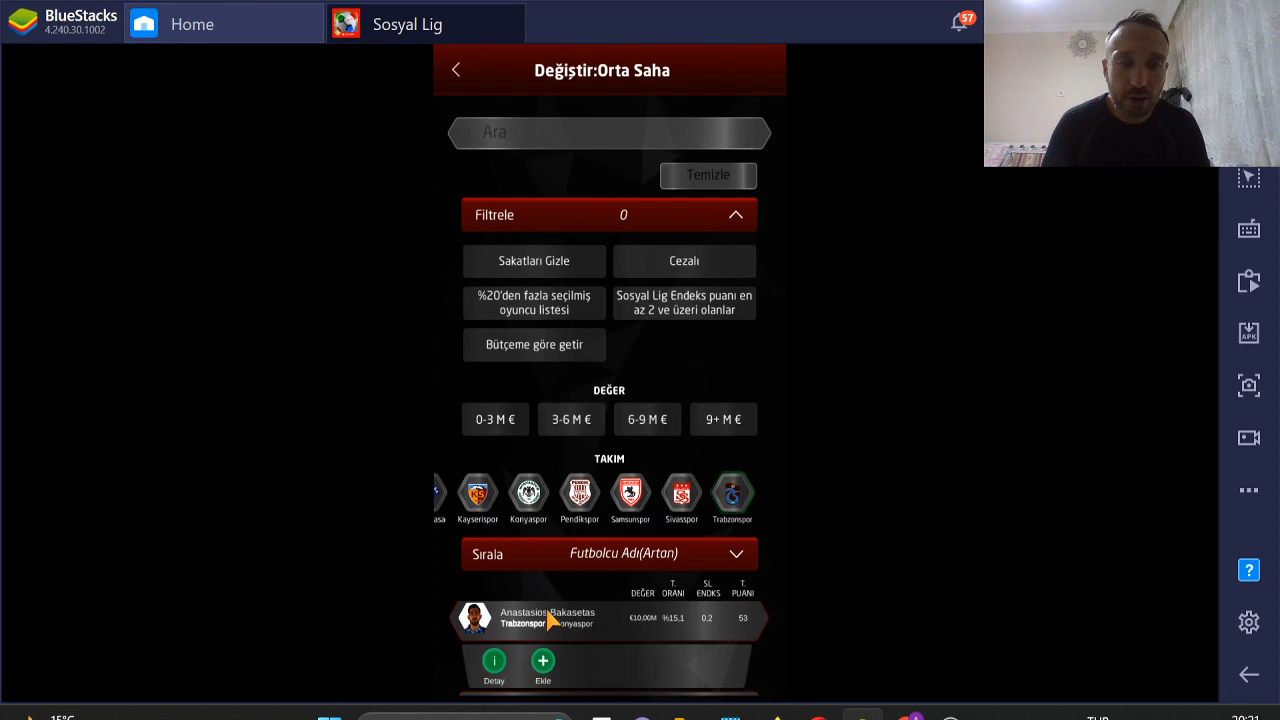 BlueStacks
4.240.30.1002
Home
Sosyal Lig
57
Değiştir:Orta Saha
Ara
Temizle
Filtrele 0
Sakatları Gizle Cezalı
%20'den fazla seçilmiş oyuncu listesi
Sosyal Lig Endeks puanı en az 2 ve üzeri olanlar
Bütçeme göre getir
DEĞER
0-3 M € 3-6 M € 6-9 M € 9+ M €
TAKIM
asa Kayserispor Konyaspor Pendikspor Samsunspor Sivasspor Trabzonspor
Sırala Futbolcu Adı(Artan)
DEĞER T. ORANI SL ENDKS T. PUANI
Anastasios Bakasetas
Trabzonspor onyaspor
€10,00M %15,1 0,2 53
i
Detay Ekle
APK
?